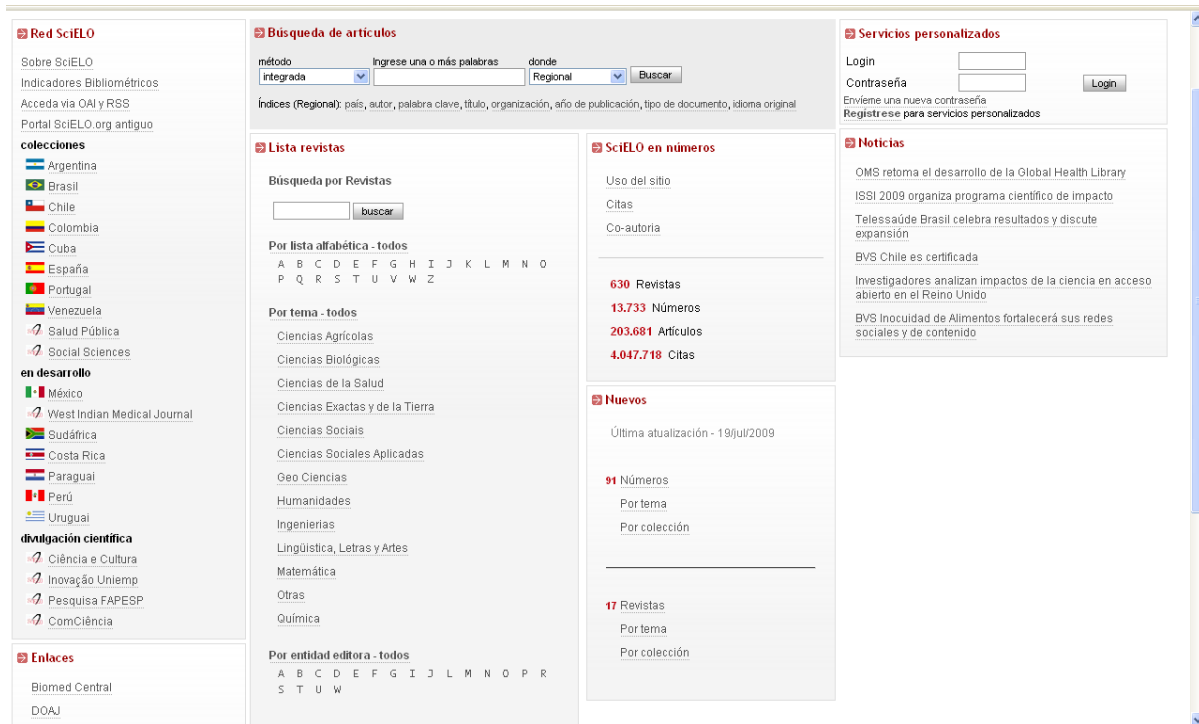 Red SciELO
Sobre SciELO
Indicadores Bibliométricos
Acceda via OAI y RSS
Portal SciELO.org antiguo
colecciones
Argentina
Brasil
Chile
Colombia
Cuba
España
Portugal
Venezuela
Salud Pública
Social Sciences
en desarrollo
México
West Indian Medical Journal
Sudáfrica
Costa Rica
Paraguai
Perú
Uruguai
divulgación científica
Ciência e Cultura
Inovação Uniemp
Pesquisa FAPESP
ComCiência
Enlaces
Biomed Central
DOAJ
Búsqueda de artículos
método Ingrese una o más palabras donde
integrada Regional Buscar
Índices (Regional): país, autor, palabra clave, título, organización, año de publicación, tipo de documento, idioma original
Lista revistas
Búsqueda por Revistas
buscar
Por lista alfabética - todos
A B C D E F G H I J K L M N O
P Q R S T U V W Z
Por tema - todos
Ciencias Agrícolas
Ciencias Biológicas
Ciencias de la Salud
Ciencias Exactas y de la Tierra
Ciencias Sociais
Ciencias Sociales Aplicadas
Geo Ciencias
Humanidades
Ingenierias
Lingüistica, Letras y Artes
Matemática
Otras
Química
Por entidad editora - todos
A B C D E F G I J L M N O P R
S T U W
SciELO en números
Uso del sitio
Citas
Co-autoria
630 Revistas
13.733 Números
203.681 Artículos
4.047.718 Citas
Nuevos
Última atualización - 19/jul/2009
91 Números
Por tema
Por colección
17 Revistas
Por tema
Por colección
Servicios personalizados
Login
Contraseña Login
Envíeme una nueva contraseña
Regístrese para servicios personalizados
Noticias
OMS retoma el desarrollo de la Global Health Library
ISSI 2009 organiza programa científico de impacto
Telessaúde Brasil celebra resultados y discute
expansión
BVS Chile es certificada
Investigadores analizan impactos de la ciencia en acceso
abierto en el Reino Unido
BVS Inocuidad de Alimentos fortalecerá sus redes
sociales y de contenido